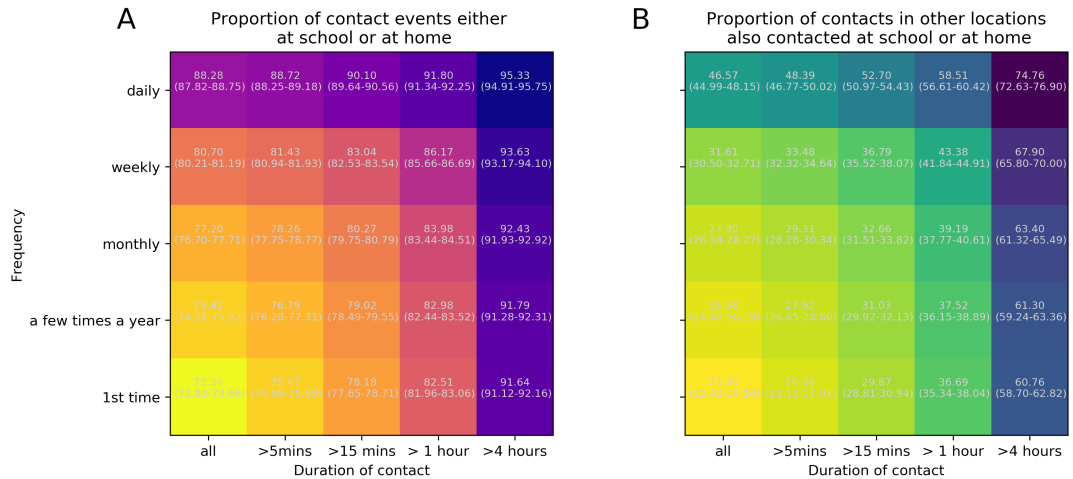 A
Proportion of contact events either
at school or at home
Frequency
daily
88.28 88.72 90.10 91.80 95.33
(87.82-88.75) (88.25-89.18) (89.64-90.56) (91.34-92.25) (94.91-95.75)
weekly
80.70 81.43 83.04 86.17 93.63
(80.21-81.19) (80.94-81.93) (82.53-83.54) (85.66-86.69) (93.17-94.10)
monthly
77.20 78.26 80.27 83.98 92.43
(76.70-77.71) (77.75-78.77) (79.75-80.79) (83.44-84.51) (91.93-92.92)
a few times a year
76.79 79.02 82.98 91.79
(76.28-77.31) (78.49-79.55) (82.44-83.52) (91.28-92.31)
1st time
75.47 78.18 82.51 91.64
(77.65-78.71) (81.96-83.06) (91.12-92.16)
all >5mins >15 mins > 1 hour >4 hours
Duration of contact
B
Proportion of contacts in other locations
also contacted at school or at home
46.57 48.39 52.70 58.51 74.76
(44.99-48.15) (46.77-50.02) (50.97-54.43) (56.61-60.42) (72.63-76.90)
31.61 33.48 36.79 43.38 67.90
(30.50-32.71) (32.32-34.64) (35.52-38.07) (41.84-44.91) (65.80-70.00)
27.30 29.31 32.66 39.19 63.40
(26.34-28.27) (28.28-30.34) (31.51-33.82) (37.77-40.61) (61.32-65.49)
27.62 31.03 37.52 61.30
(26.65-28.60) (29.92-32.13) (36.15-38.89) (59.24-63.36)
29.87 36.69 60.76
(28.81-30.94) (35.34-38.04) (58.70-62.82)
all >5mins >15 mins > 1 hour >4 hours
Duration of contact